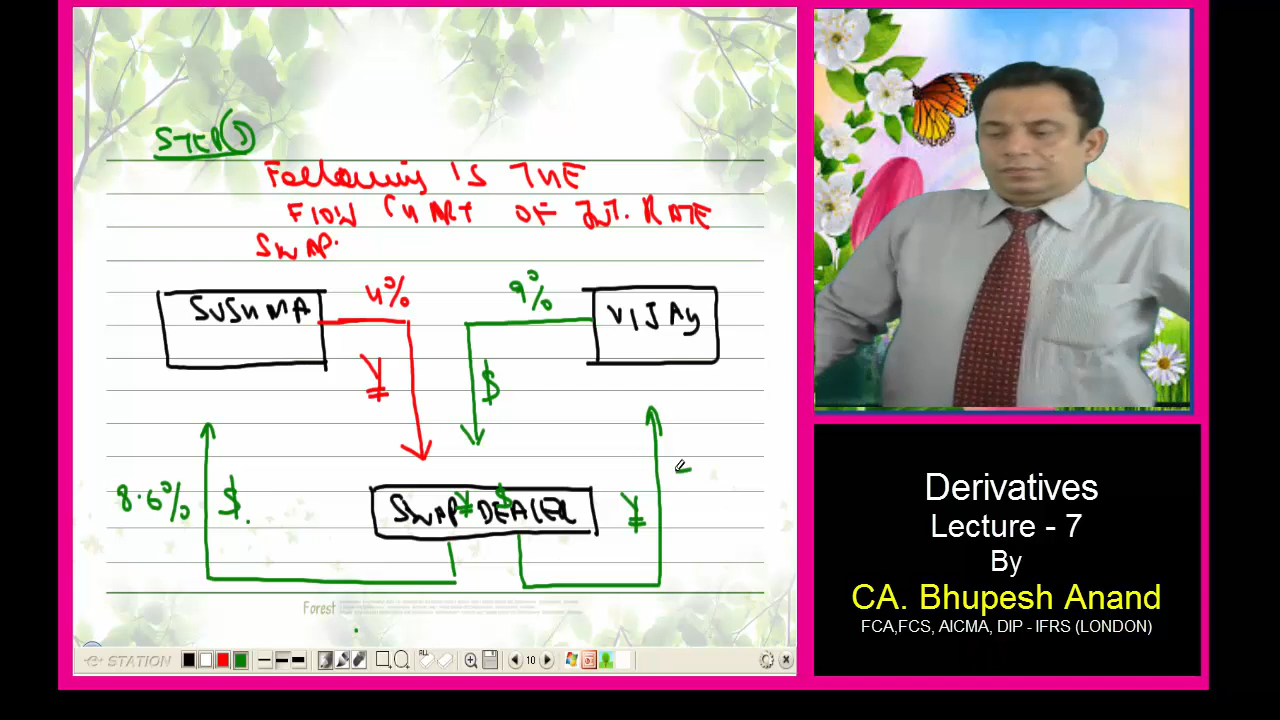 STEP(3)
Following IS THE
FLOW CHART OF INT. RATE
SWAP.
SUSHMA
4%
9%
VIJAY
¥
$
8.6%
$.
SWAP DEALER
¥
$
¥
Forest
STATION
10
Derivatives
Lecture - 7
By
CA. Bhupesh Anand
FCA,FCS, AICMA, DIP - IFRS (LONDON)